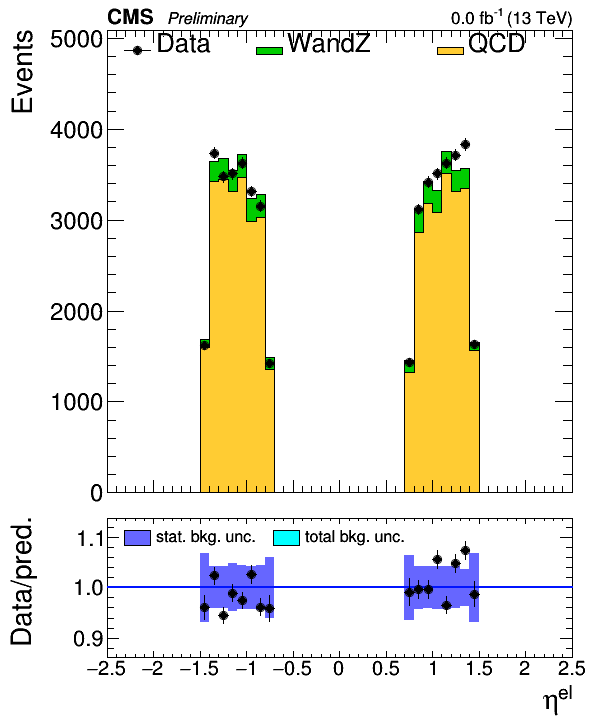 CMS Preliminary 0.0 fb⁻¹ (13 TeV)
Events
Data WandZ QCD
5000
4000
3000
2000
1000
0
Data/pred.
stat. bkg. unc. total bkg. unc.
1.1
1.0
0.9
−2.5 −2 −1.5 −1 −0.5 0 0.5 1 1.5 2 2.5
η^el